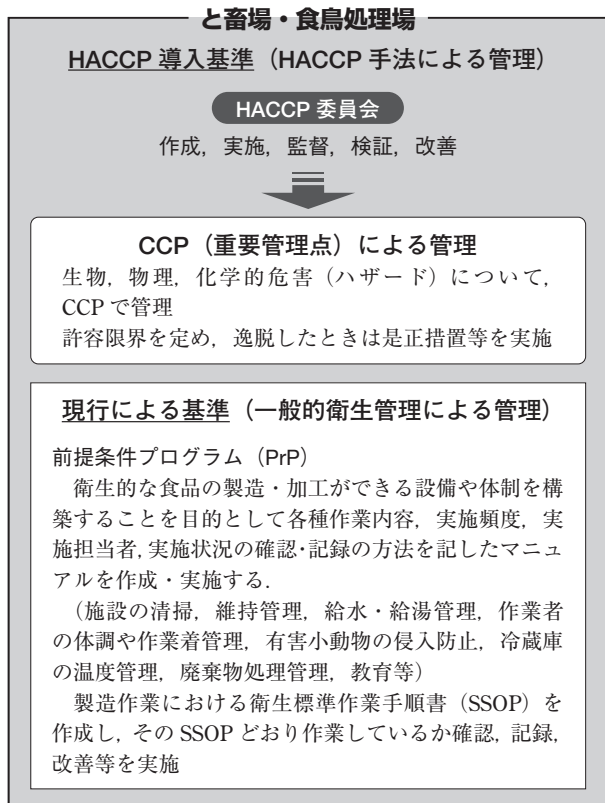 と畜場・食鳥処理場
HACCP 導入基準（HACCP 手法による管理）
HACCP 委員会
作成，実施，監督，検証，改善
CCP（重要管理点）による管理
生物，物理，化学的危害（ハザード）について，
CCP で管理
許容限界を定め，逸脱したときは是正措置等を実施
現行による基準（一般的衛生管理による管理）
前提条件プログラム（PrP）
衛生的な食品の製造・加工ができる設備や体制を構
築することを目的として各種作業内容，実施頻度，実
施担当者，実施状況の確認・記録の方法を記したマニュ
アルを作成・実施する．
（施設の清掃，維持管理，給水・給湯管理，作業者
の体調や作業着管理，有害小動物の侵入防止，冷蔵庫
の温度管理，廃棄物処理管理，教育等）
製造作業における衛生標準作業手順書（SSOP）を
作成し，その SSOP どおり作業しているか確認，記録，
改善等を実施